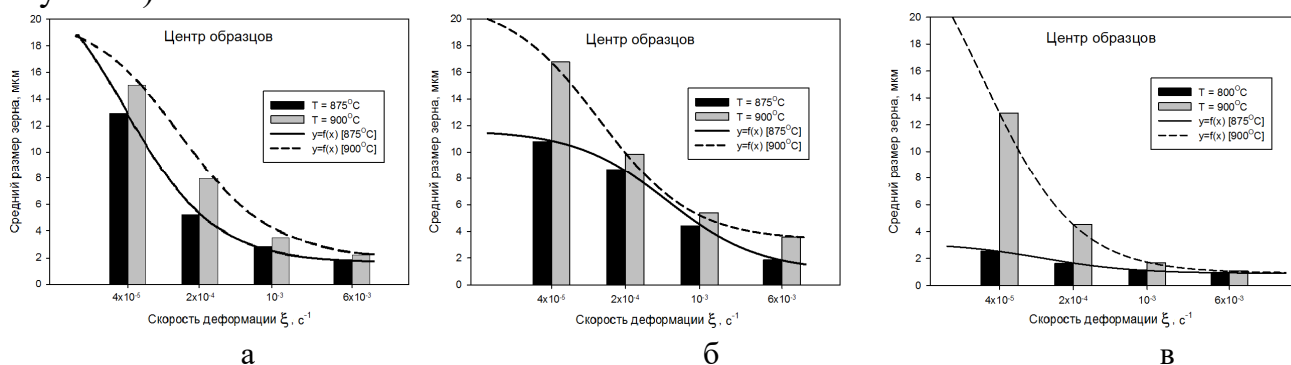 Центр образцов
Средний размер зерна, мкм
20
18
16
14
12
10
8
6
4
2
0
T = 875°C
T = 900°C
y=f(x) [875°C]
y=f(x) [900°C]
4x10⁻⁵ 2x10⁻⁴ 10⁻³ 6x10⁻³
Скорость деформации ξ , с⁻¹
а
Центр образцов
Средний размер зерна, мкм
20
18
16
14
12
10
8
6
4
2
0
T = 875°C
T = 900°C
y=f(x) [875°C]
y=f(x) [900°C]
4x10⁻⁵ 2x10⁻⁴ 10⁻³ 6x10⁻³
Скорость деформации ξ , с⁻¹
б
Центр образцов
Средний размер зерна, мкм
20
18
16
14
12
10
8
6
4
2
0
T = 800°C
T = 900°C
y=f(x) [875°C]
y=f(x) [900°C]
4x10⁻⁵ 2x10⁻⁴ 10⁻³ 6x10⁻³
Скорость деформации ξ , с⁻¹
в